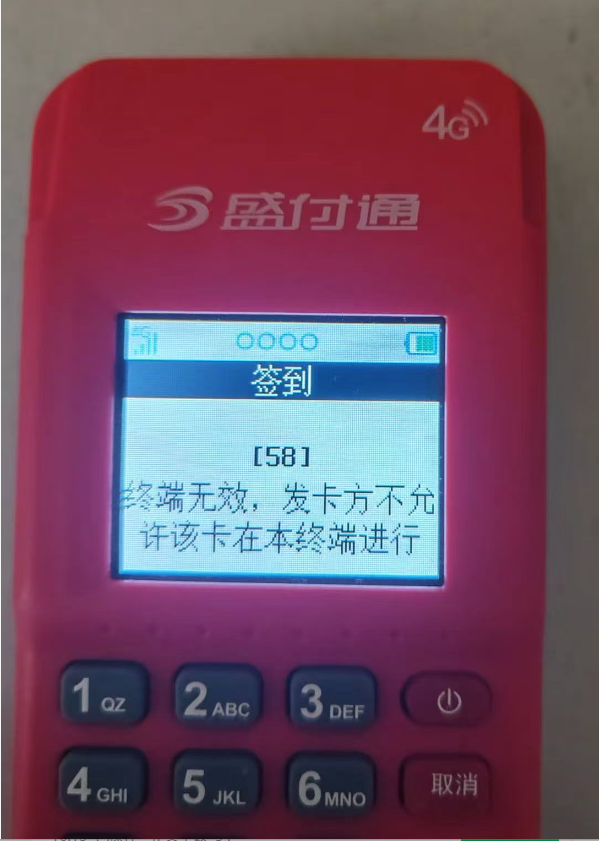 4G
盛付通
4G
签到
[58]
终端无效，发卡方不允
许该卡在本终端进行
1 QZ 2 ABC 3 DEF
4 GHI 5 JKL 6 MNO 取消